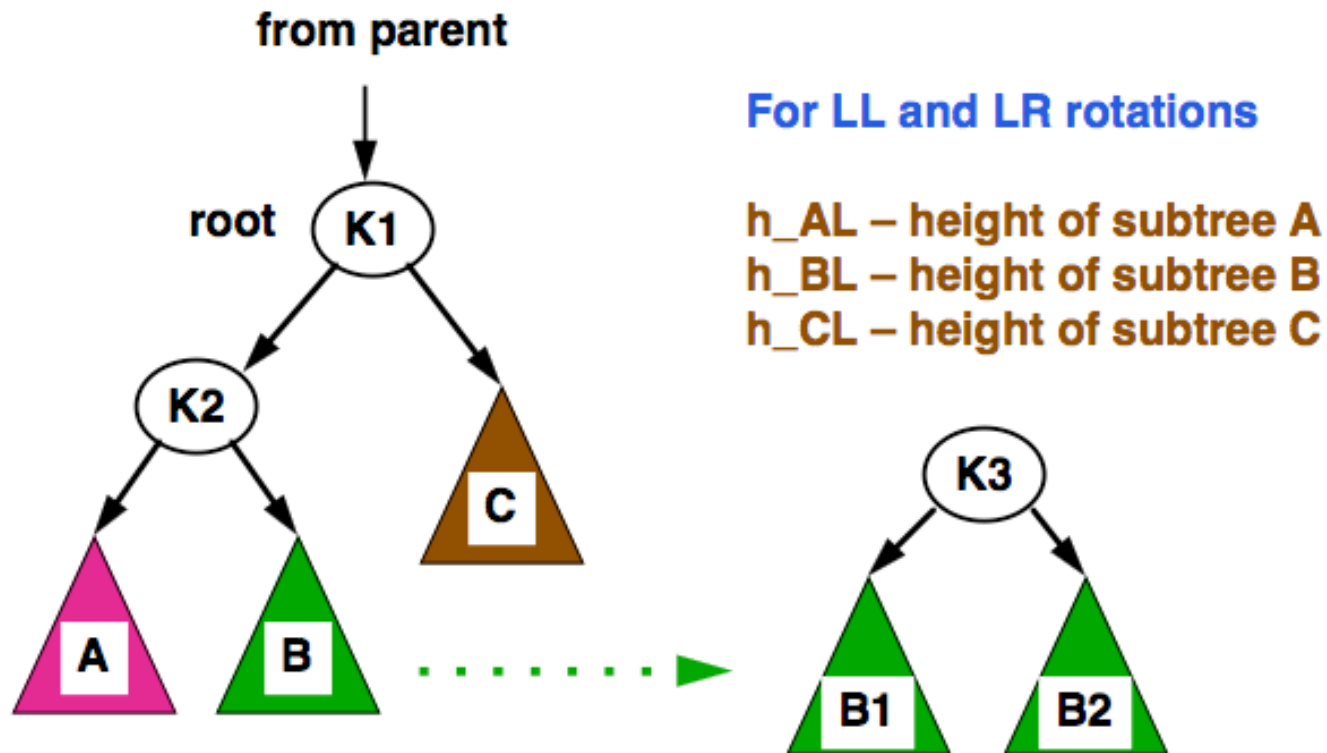 from parent
For LL and LR rotations
root
K1
h_AL – height of subtree A
h_BL – height of subtree B
h_CL – height of subtree C
K2
K3
C
A
B
B1
B2